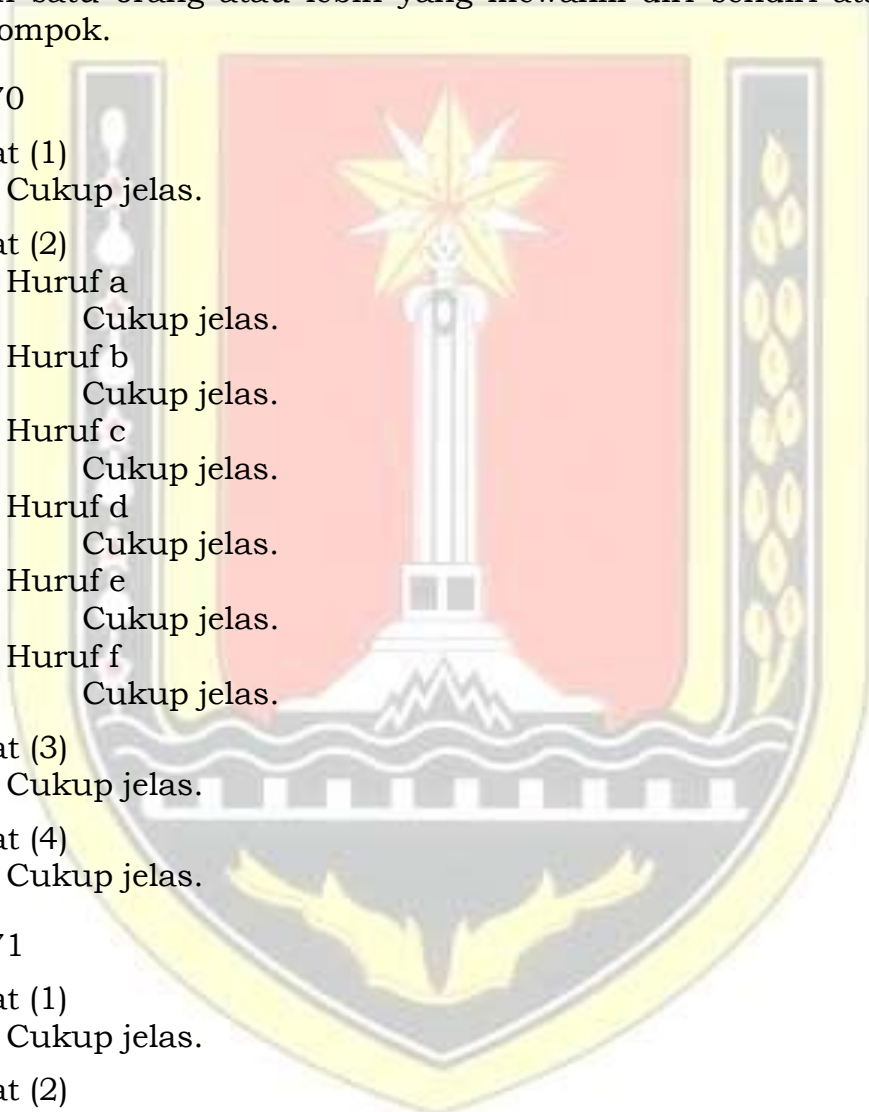 satu orang atau lebih yang mewakili diri sendiri
ompok.
70
at (1)
Cukup jelas.
at (2)
Huruf a
Cukup jelas.
Huruf b
Cukup jelas.
Huruf c
Cukup jelas.
Huruf d
Cukup jelas.
Huruf e
Cukup jelas.
Huruf f
Cukup jelas.
at (3)
Cukup jelas.
at (4)
Cukup jelas.
71
at (1)
Cukup jelas.
at (2)